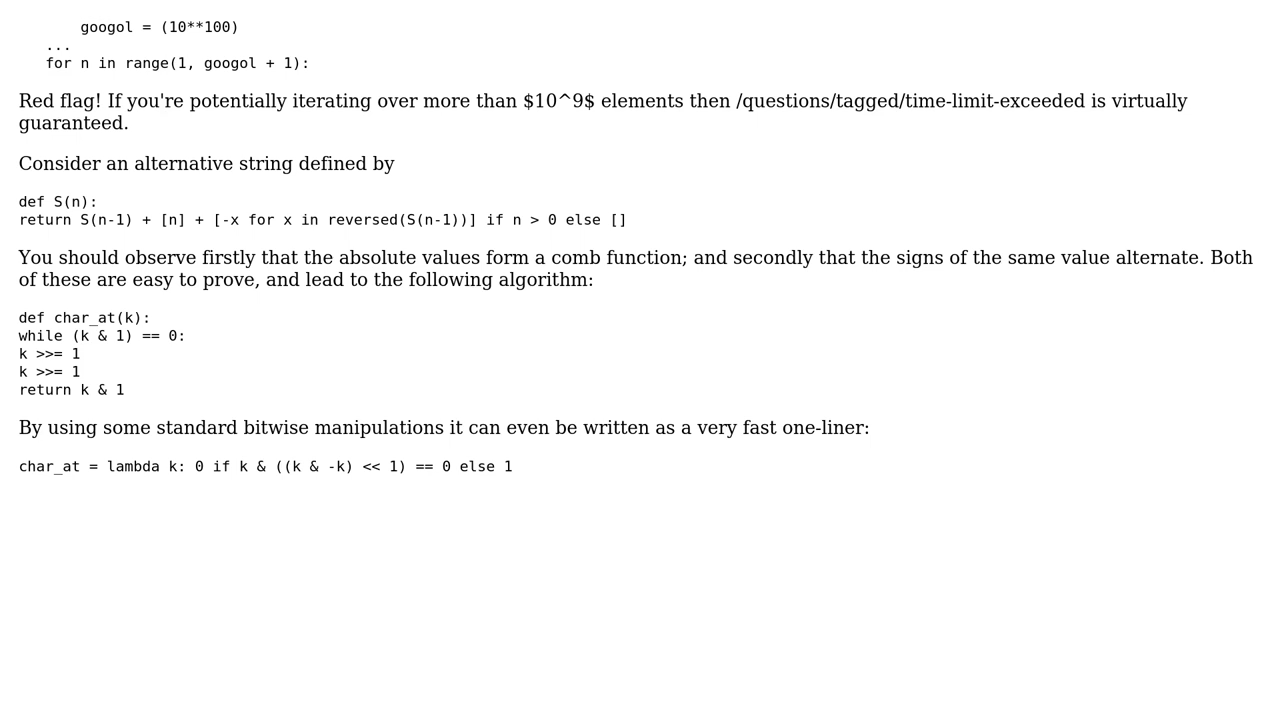 googol = (10**100)
...
for n in range(1, googol + 1):
Red flag! If you're potentially iterating over more than $10^9$ elements then /questions/tagged/time-limit-exceeded is virtually
guaranteed.
Consider an alternative string defined by
def S(n):
return S(n-1) + [n] + [-x for x in reversed(S(n-1))] if n > 0 else []
You should observe firstly that the absolute values form a comb function; and secondly that the signs of the same value alternate. Both
of these are easy to prove, and lead to the following algorithm:
def char_at(k):
while (k & 1) == 0:
k >>= 1
k >>= 1
return k & 1
By using some standard bitwise manipulations it can even be written as a very fast one-liner:
char_at = lambda k: 0 if k & ((k & -k) << 1) == 0 else 1